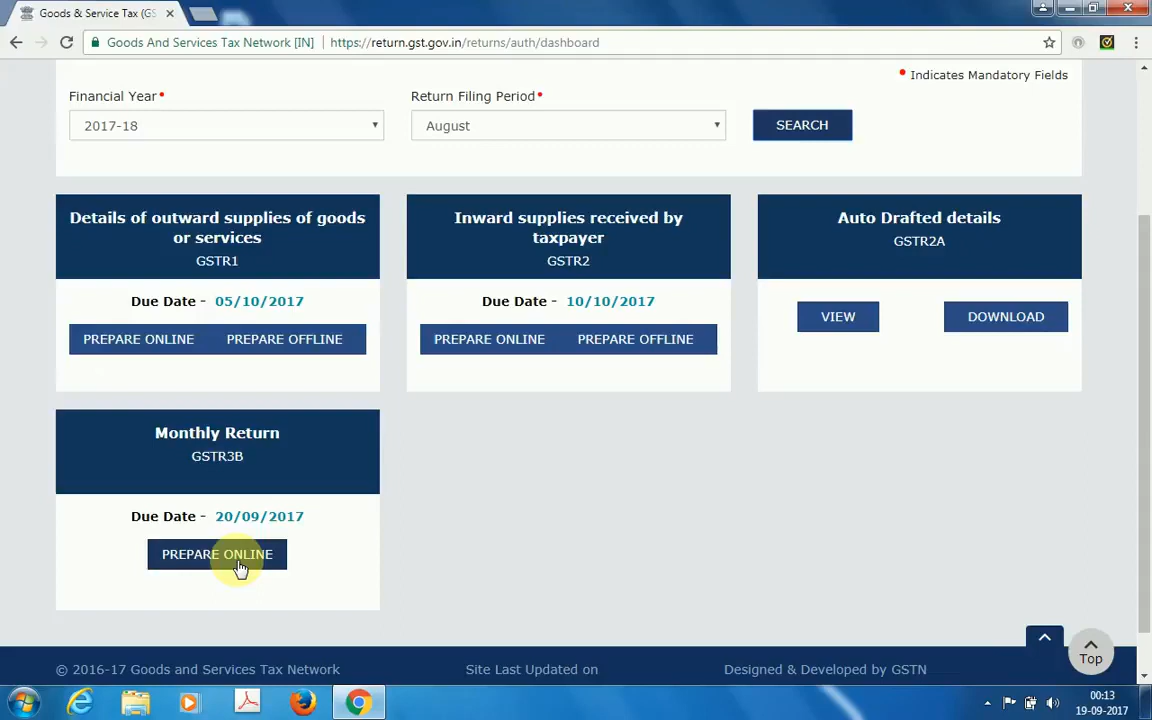 Goods & Service Tax (GS
Goods And Services Tax Network [IN]
https://return.gst.gov.in/returns/auth/dashboard
• Indicates Mandatory Fields
Financial Year•
Return Filing Period•
2017-18
August
SEARCH
Details of outward supplies of goods
or services
GSTR1
Due Date - 05/10/2017
PREPARE ONLINE
PREPARE OFFLINE
Inward supplies received by
taxpayer
GSTR2
Due Date - 10/10/2017
PREPARE ONLINE
PREPARE OFFLINE
Auto Drafted details
GSTR2A
VIEW
DOWNLOAD
Monthly Return
GSTR3B
Due Date - 20/09/2017
PREPARE ONLINE
Top
© 2016-17 Goods and Services Tax Network
Site Last Updated on
Designed & Developed by GSTN
00:13
19-09-2017